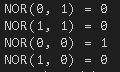 NOR(0, 1) = 0
NOR(1, 1) = 0
NOR(0, 0) = 1
NOR(1, 0) = 0